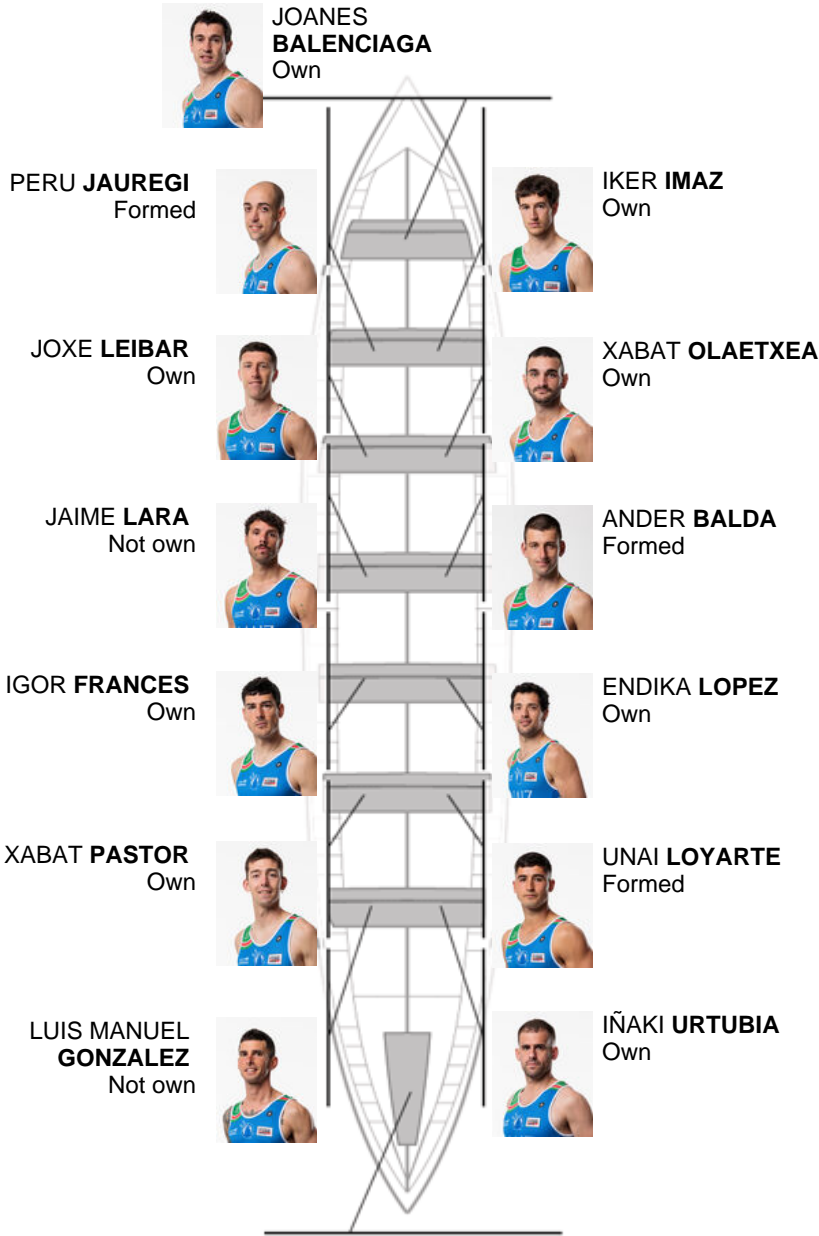 JOANES
BALENCIAGA
Own
PERU JAUREGI
Formed
IKER IMAZ
Own
JOXE LEIBAR
Own
XABAT OLAETXEA
Own
JAIME LARA
Not own
ANDER BALDA
Formed
IGOR FRANCES
Own
ENDIKA LOPEZ
Own
XABAT PASTOR
Own
UNAI LOYARTE
Formed
LUIS MANUEL
GONZALEZ
Not own
IÑAKI URTUBIA
Own